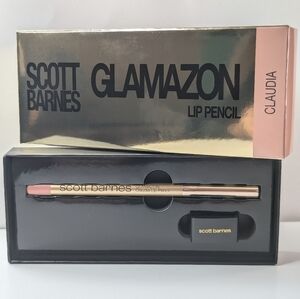 SCOTT
BARNES
GLAMAZON
LIP PENCIL
CLAUDIA
scott barnes
scott barnes